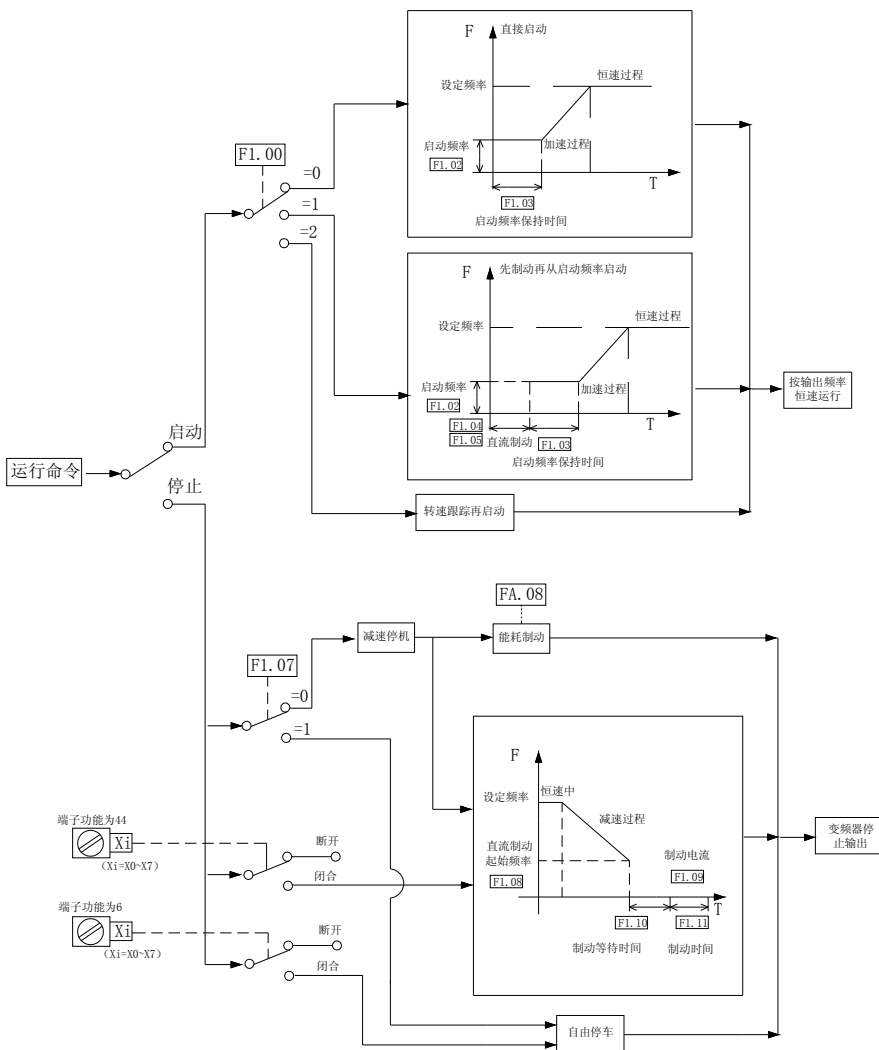 F
直接启动
设定频率
恒速过程
启动频率
F1.02
加速过程
T
F1.03
启动频率保持时间
F1.00
=0
=1
=2
F
先制动再从启动频率启动
设定频率
恒速过程
启动频率
F1.02
加速过程
F1.04
F1.05
直流制动
F1.03
T
启动频率保持时间
按输出频率
恒速运行
运行命令
启动
停止
转速跟踪再启动
FA.08
减速停机
能耗制动
F1.07
=0
=1
F
设定频率
恒速中
减速过程
直流制动
起始频率
F1.08
制动电流
F1.09
T
F1.10
F1.11
制动等待时间
制动时间
变频器停
止输出
端子功能为44
Xi
（Xi=X0~X7）
断开
闭合
端子功能为6
Xi
（Xi=X0~X7）
断开
闭合
自由停车